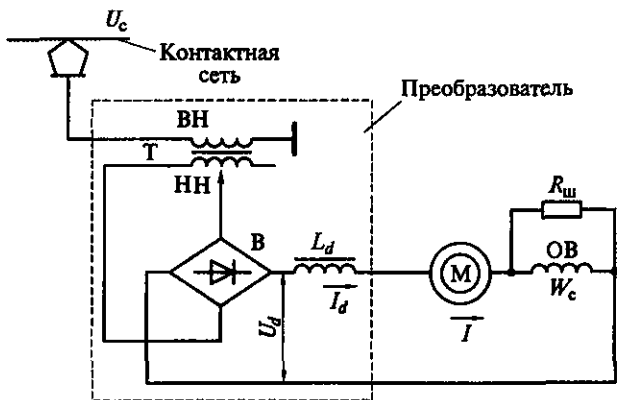 U_c
Контактная
сеть
Преобразователь
ВН
Т
НН
В
L_d
I_d
U_d
М
I
R_ш
ОВ
W_c